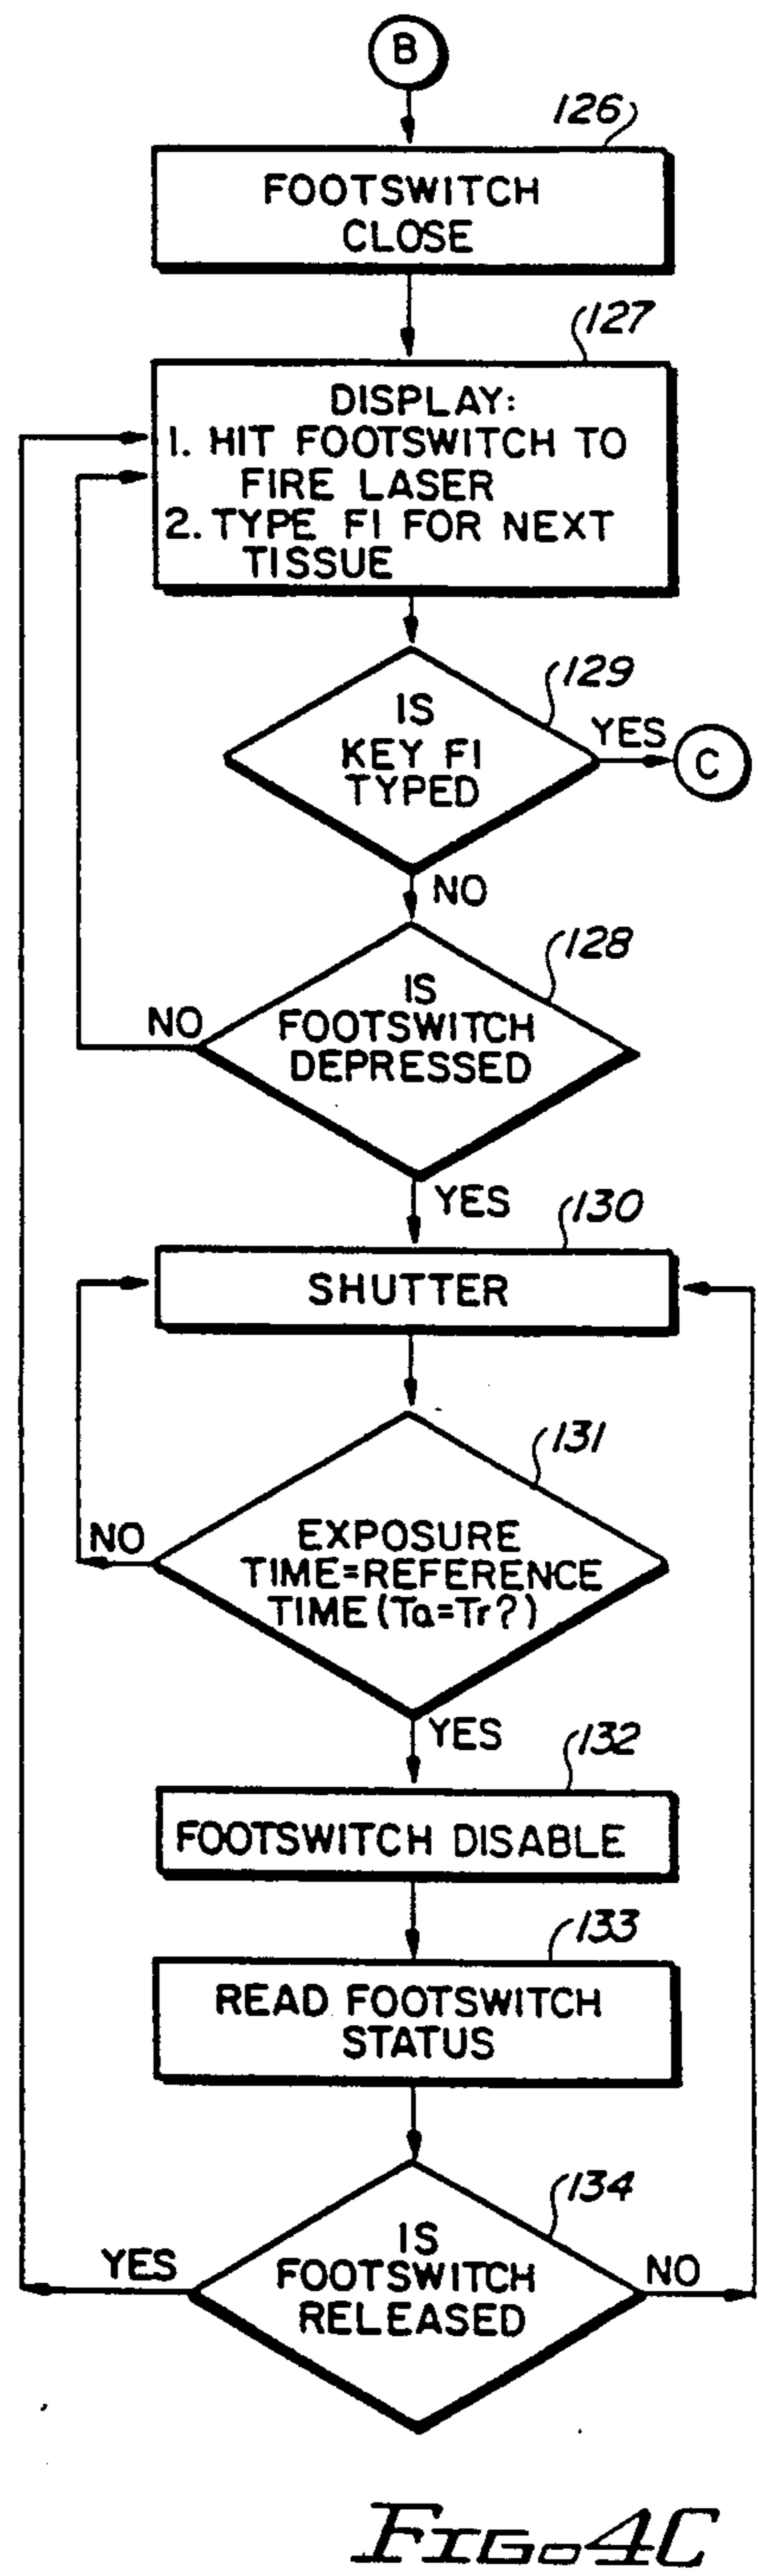 B
126
FOOTSWITCH
CLOSE
127
DISPLAY:
1. HIT FOOTSWITCH TO
FIRE LASER
2. TYPE F1 FOR NEXT
TISSUE
129
IS
KEY F1
TYPED
YES
C
NO
128
IS
FOOTSWITCH
DEPRESSED
NO
YES
130
SHUTTER
131
EXPOSURE
TIME=REFERENCE
TIME (Ta=Tr?)
NO
YES
132
FOOTSWITCH DISABLE
133
READ FOOTSWITCH
STATUS
134
IS
FOOTSWITCH
RELEASED
YES
NO
FIG. 4C